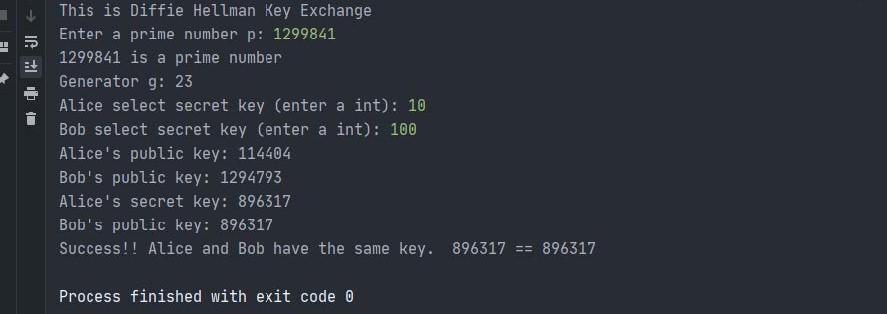 This is Diffie Hellman Key Exchange
Enter a prime number p: 1299841
1299841 is a prime number
Generator g: 23
Alice select secret key (enter a int): 10
Bob select secret key (enter a int): 100
Alice's public key: 114404
Bob's public key: 1294793
Alice's secret key: 896317
Bob's public key: 896317
Success!! Alice and Bob have the same key.  896317 == 896317
Process finished with exit code 0